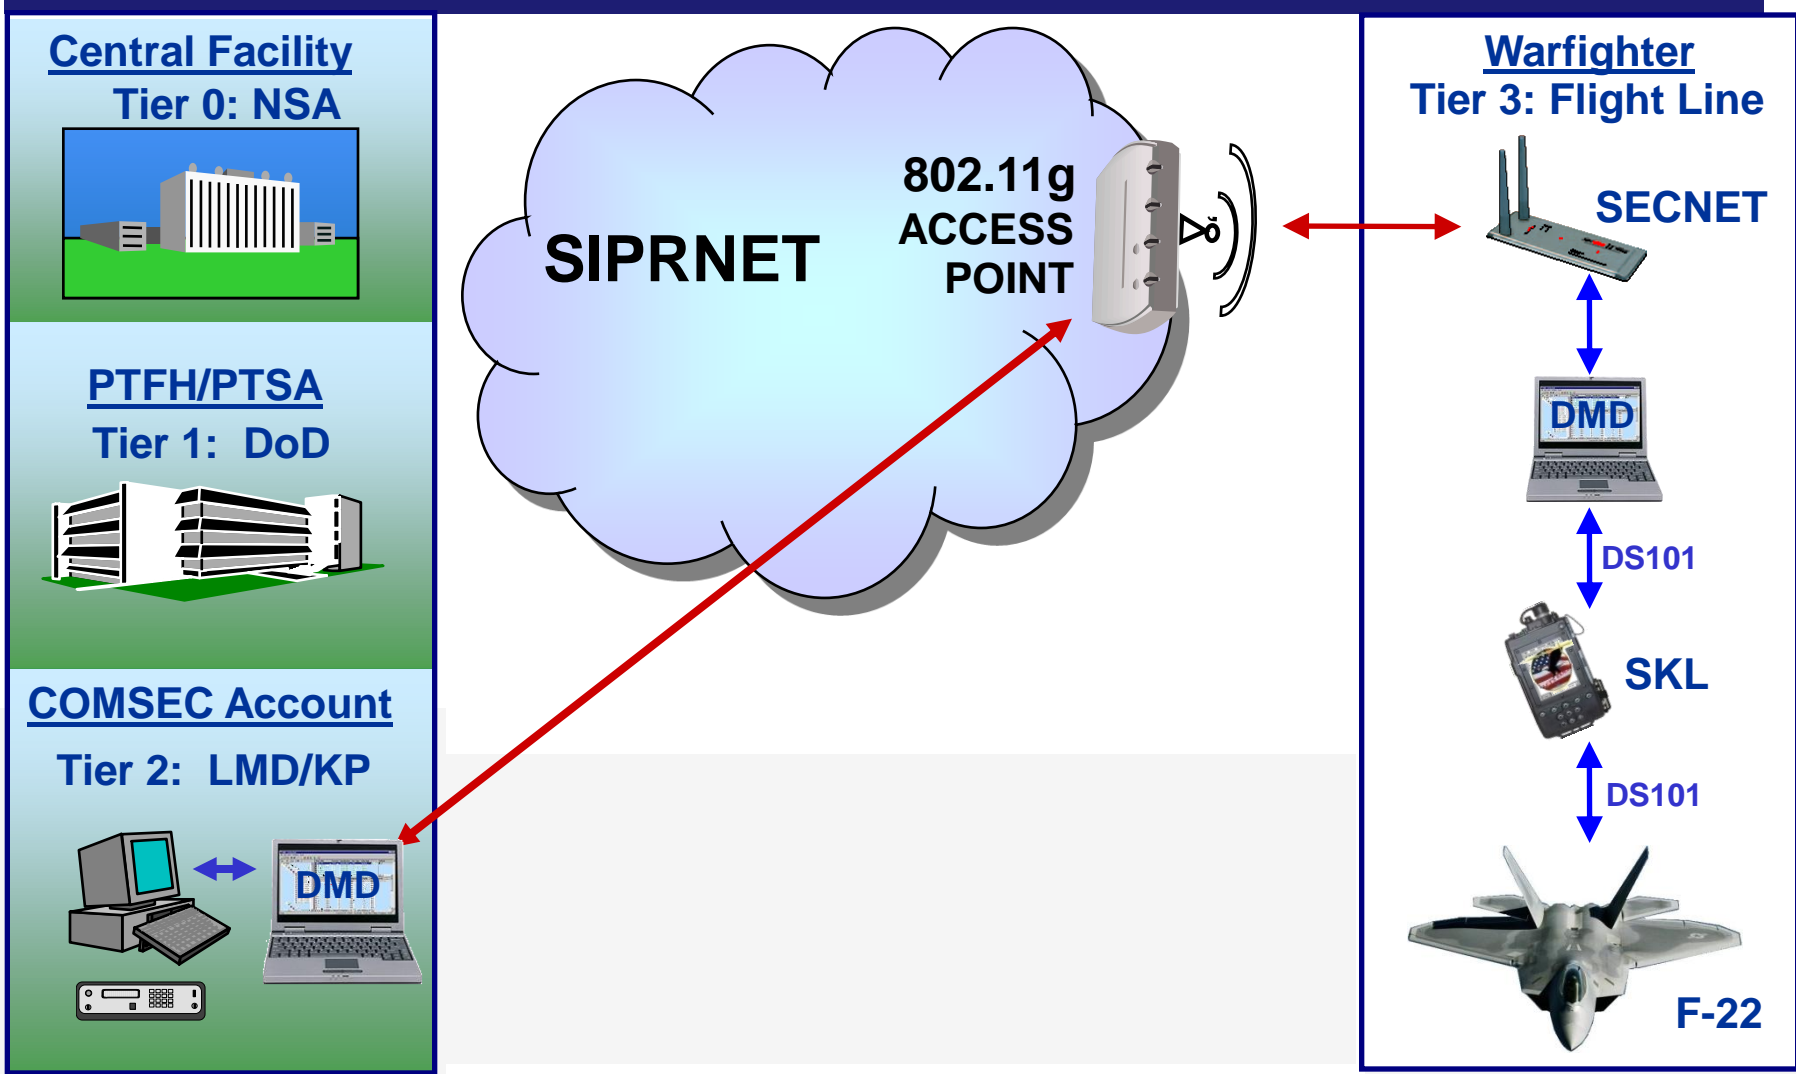 Central Facility
Tier 0: NSA
PTFH/PTSA
Tier 1: DoD
COMSEC Account
Tier 2: LMD/KP
DMD
SIPRNET
802.11g
ACCESS
POINT
Warfighter
Tier 3: Flight Line
SECNET
DMD
DS101
SKL
DS101
F-22